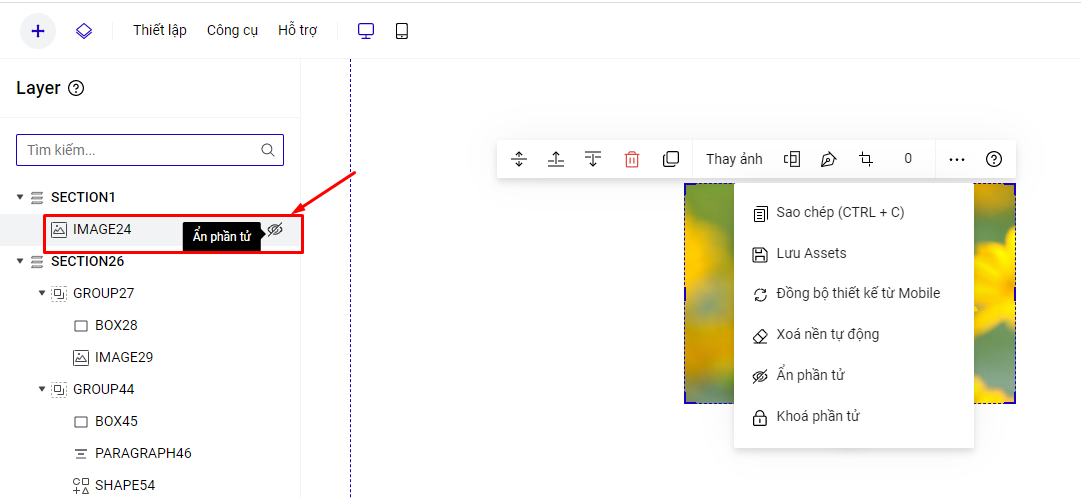 Thiết lập Công cụ Hỗ trợ
Layer
Tìm kiếm...
SECTION1
IMAGE24
Ẩn phần tử
SECTION26
GROUP27
BOX28
IMAGE29
GROUP44
BOX45
PARAGRAPH46
SHAPE54
Thay ảnh 0
Sao chép (CTRL + C)
Lưu Assets
Đồng bộ thiết kế từ Mobile
Xoá nền tự động
Ẩn phần tử
Khoá phần tử